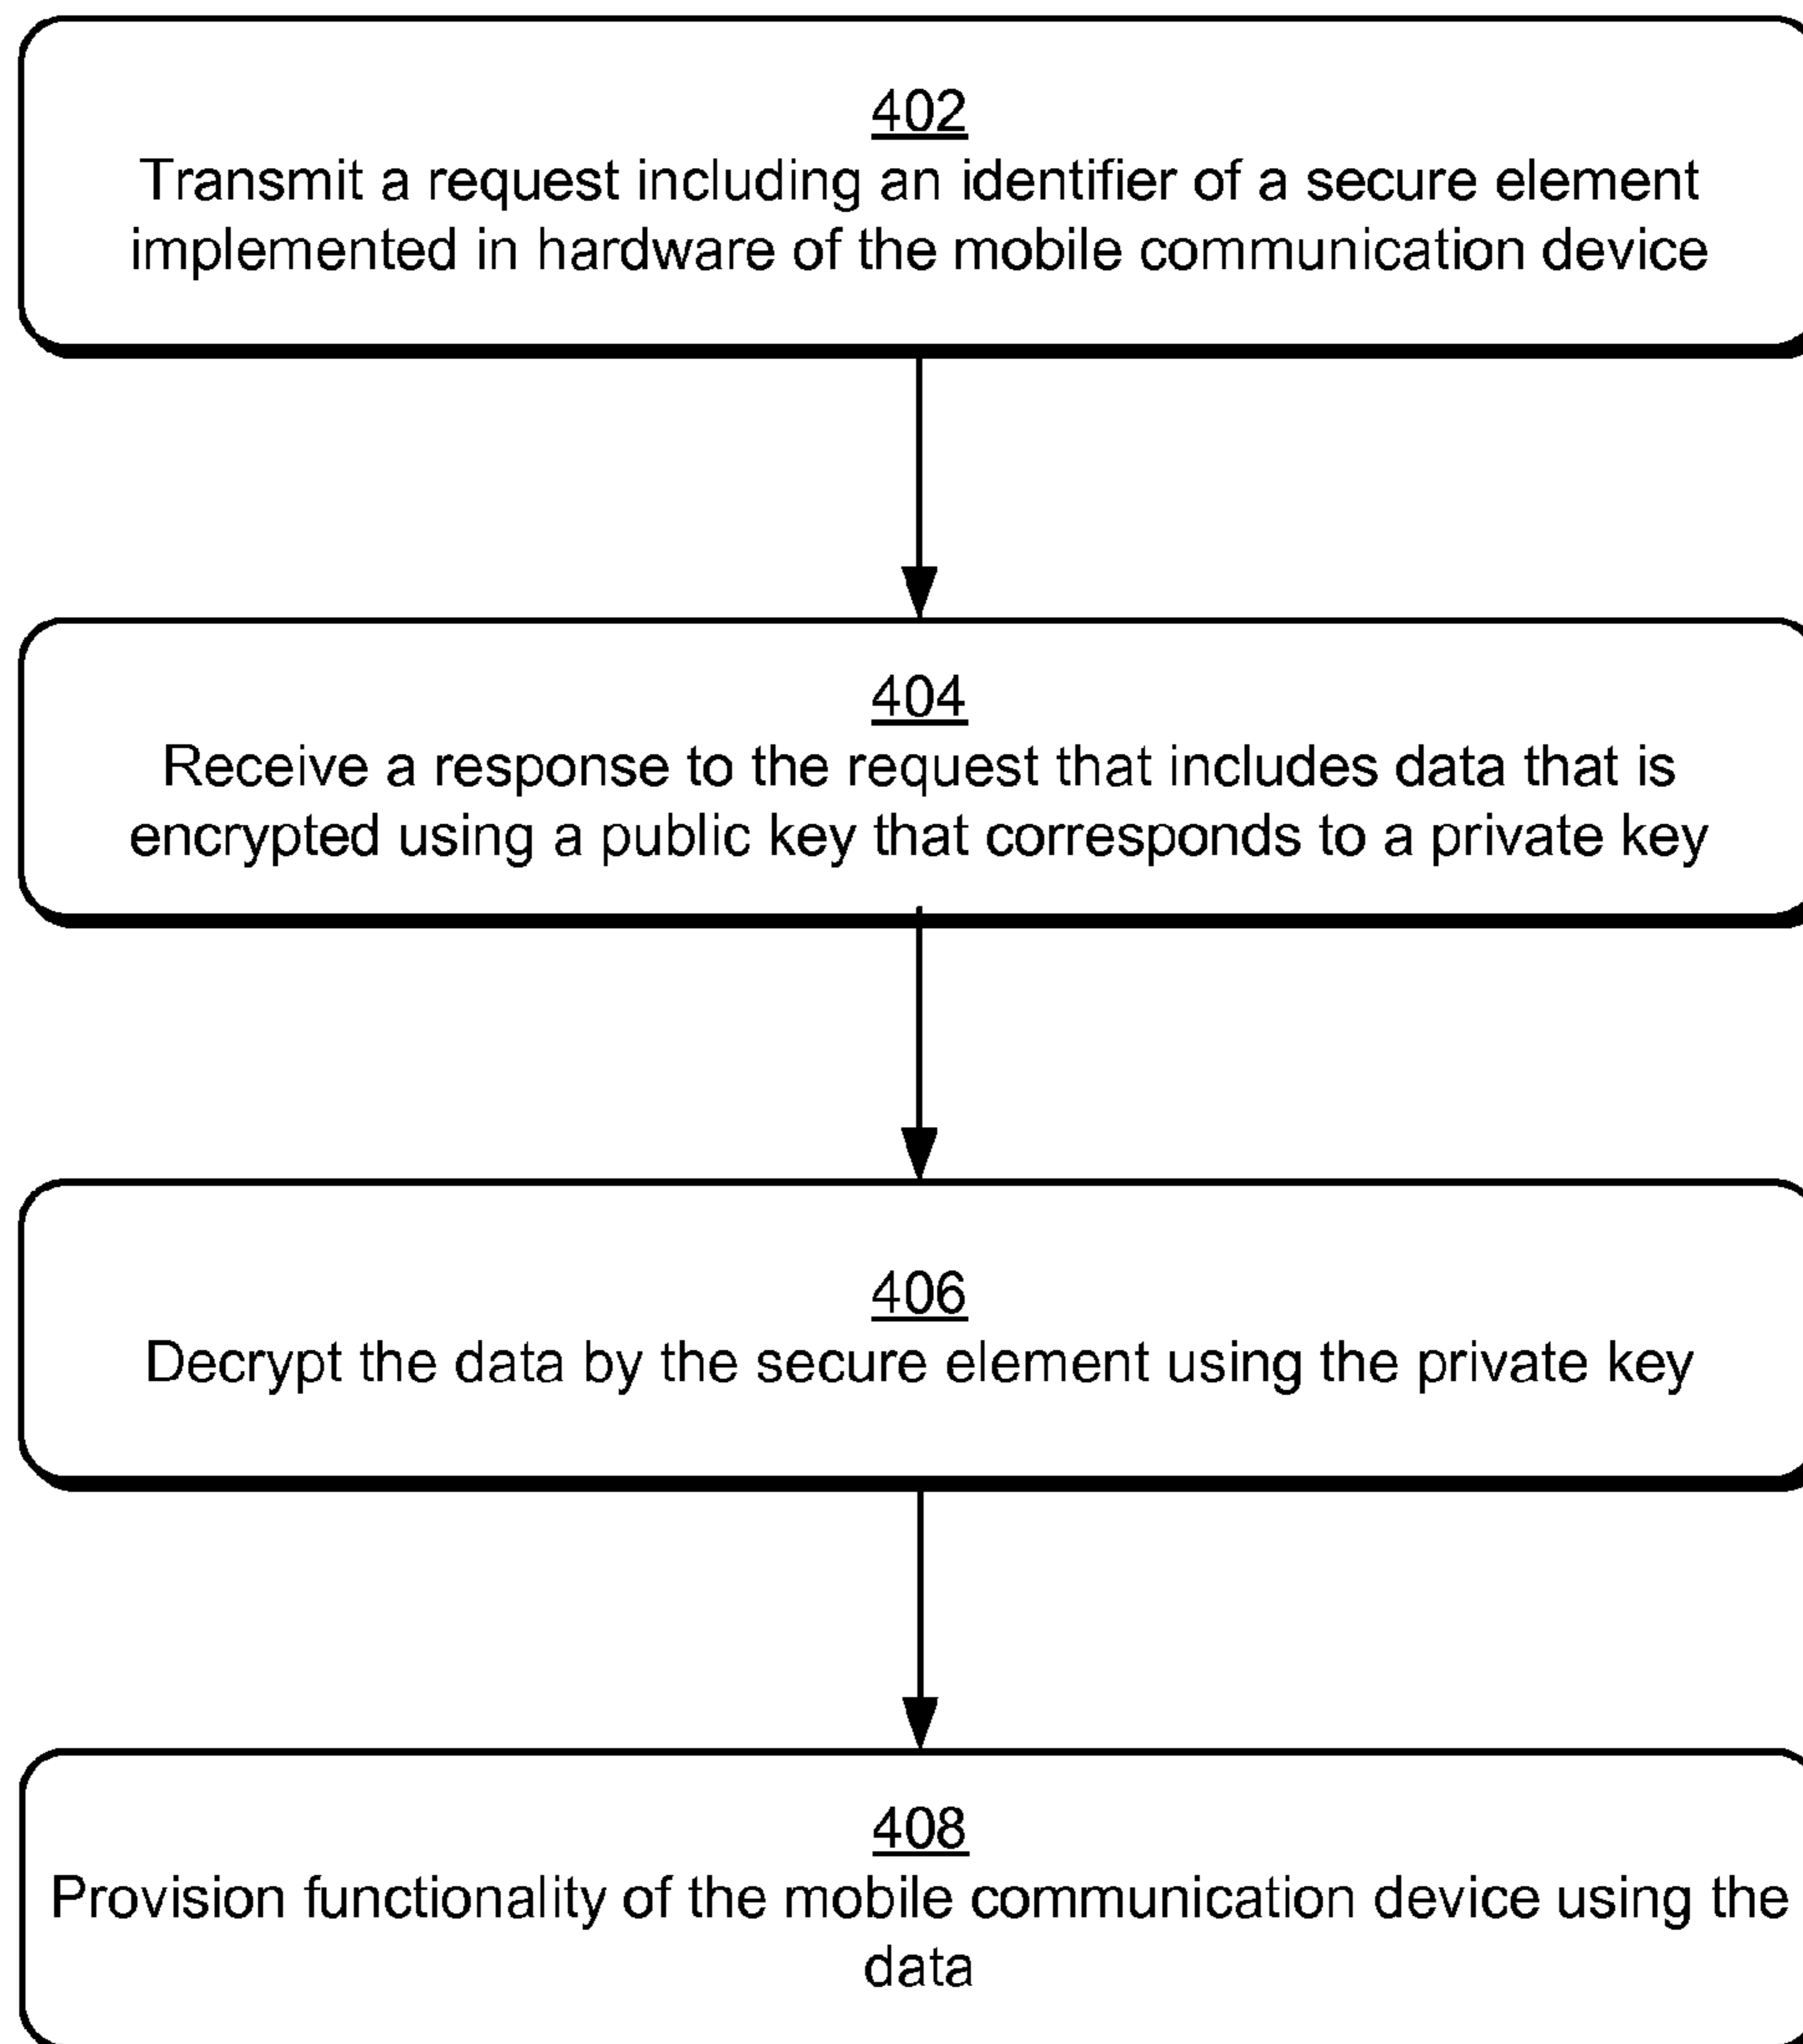 402
Transmit a request including an identifier of a secure element
implemented in hardware of the mobile communication device
404
Receive a response to the request that includes data that is
encrypted using a public key that corresponds to a private key
406
Decrypt the data by the secure element using the private key
408
Provision functionality of the mobile communication device using the
data